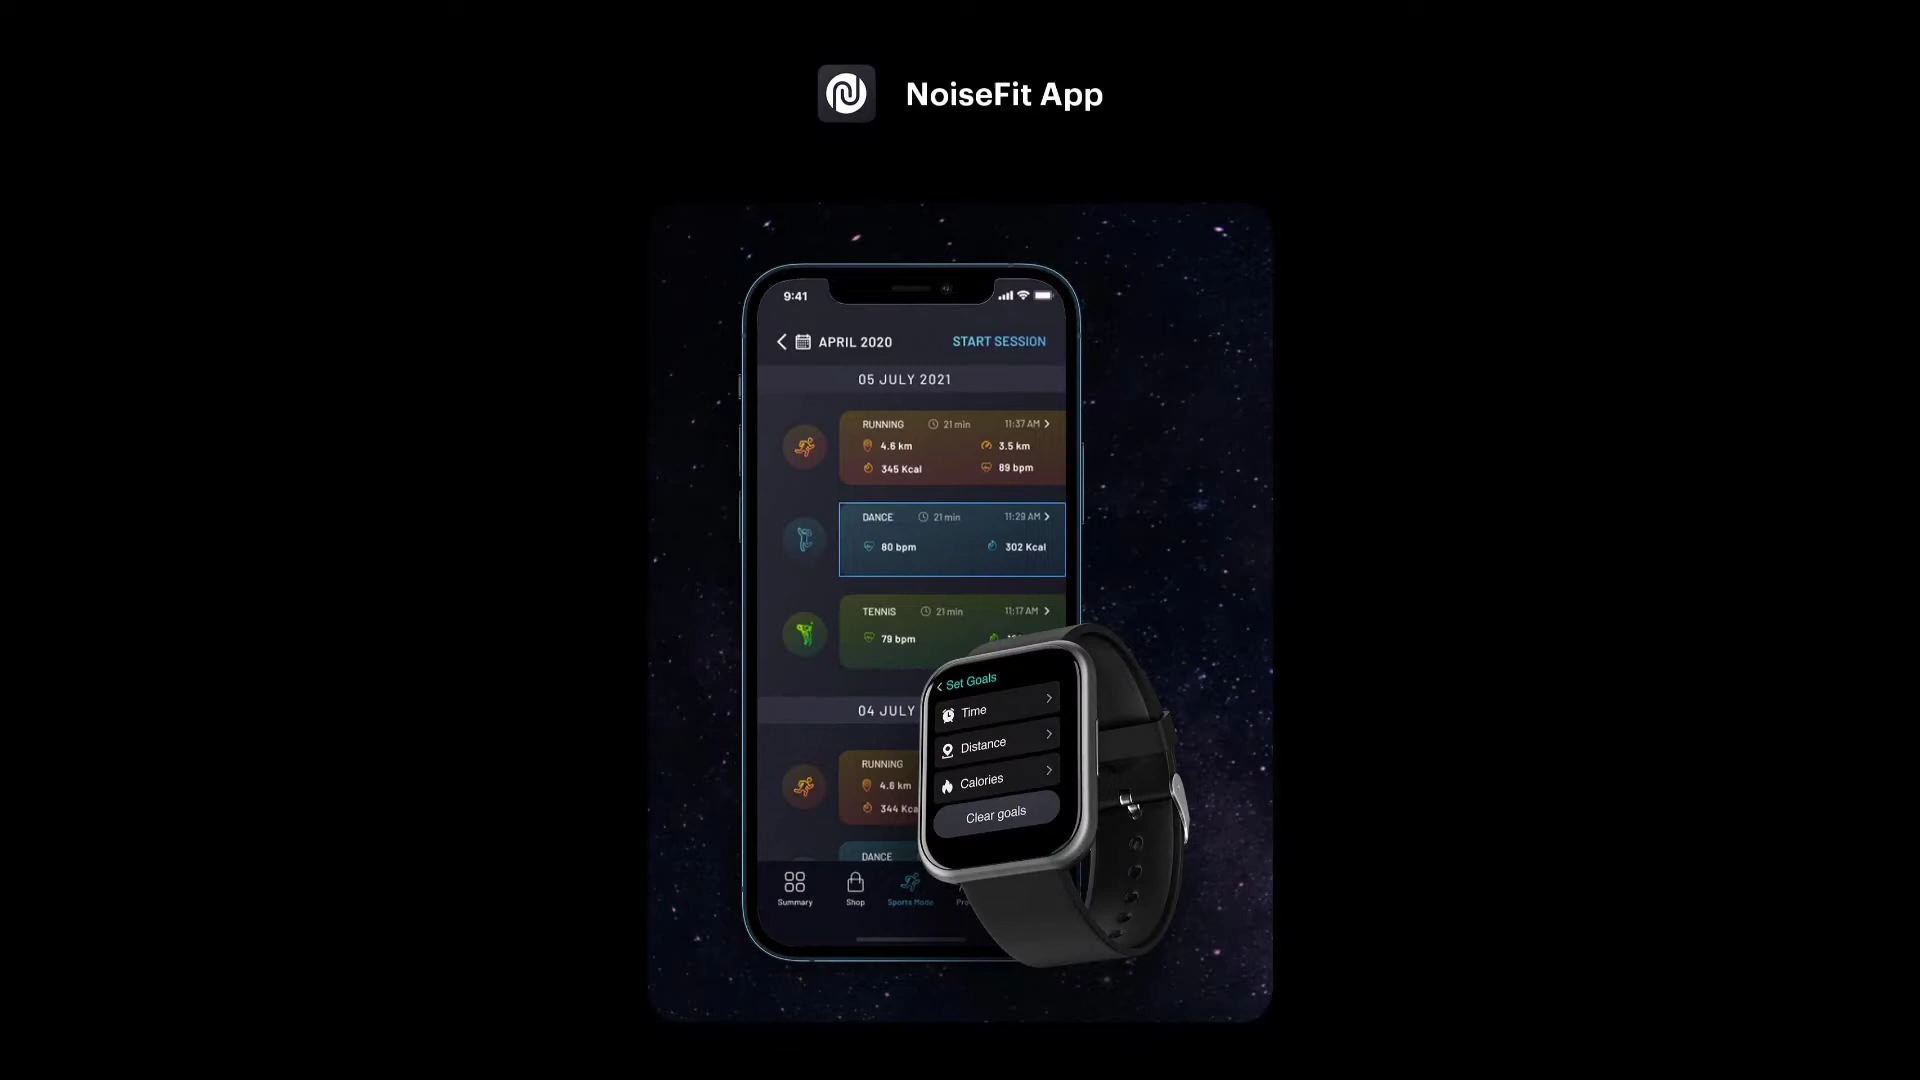 NoiseFit App
9:41
APRIL 2020 START SESSION
05 JULY 2021
RUNNING 21 min 11:37 AM
4.6 km 3.5 km
345 Kcal 89 bpm
DANCE 21 min 11:29 AM
80 bpm 302 Kcal
TENNIS 21 min 11:17 AM
79 bpm
04 JULY
RUNNING
4.6 km
344 Kca
DANCE
Summary Shop Sports Mode
Set Goals
Time
Distance
Calories
Clear goals